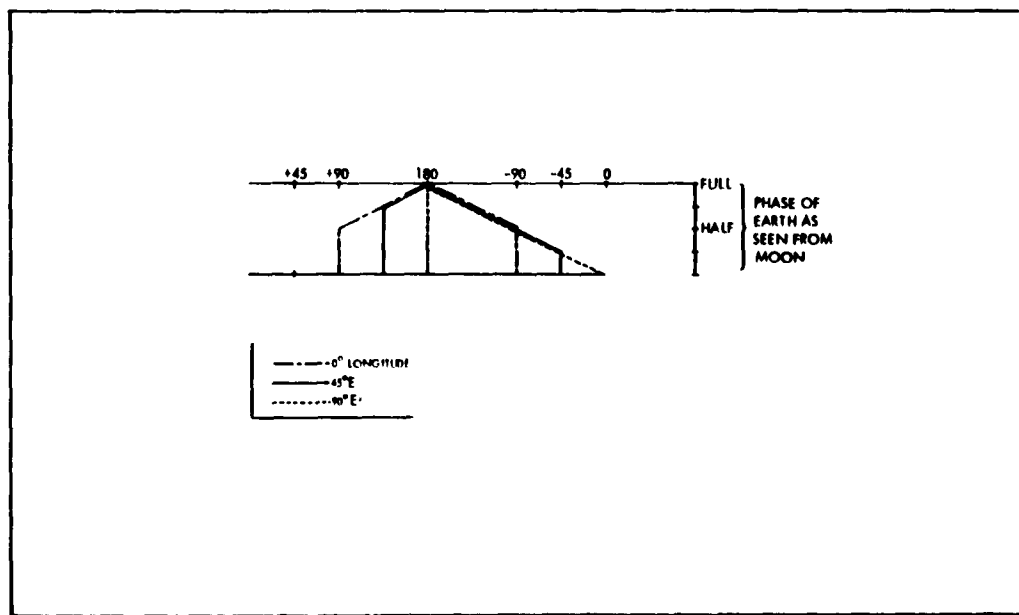 +45 +90 180 -90 -45 0
FULL
HALF
PHASE OF
EARTH AS
SEEN FROM
MOON
0° LONGITUDE
45°E
90°E